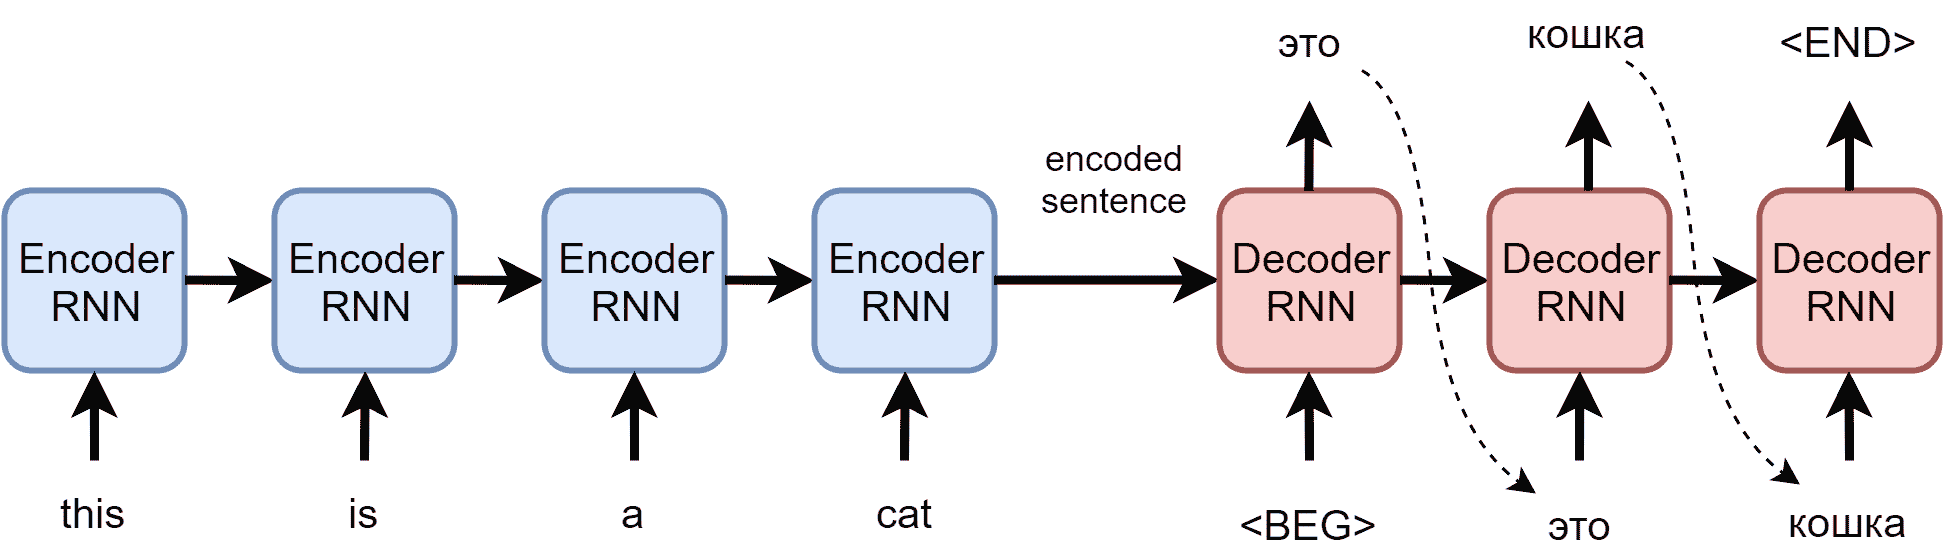 это
кошка
<END>
encoded
sentence
Encoder
RNN
Encoder
RNN
Encoder
RNN
Encoder
RNN
Decoder
RNN
Decoder
RNN
Decoder
RNN
this
is
a
cat
<BEG>
это
кошка